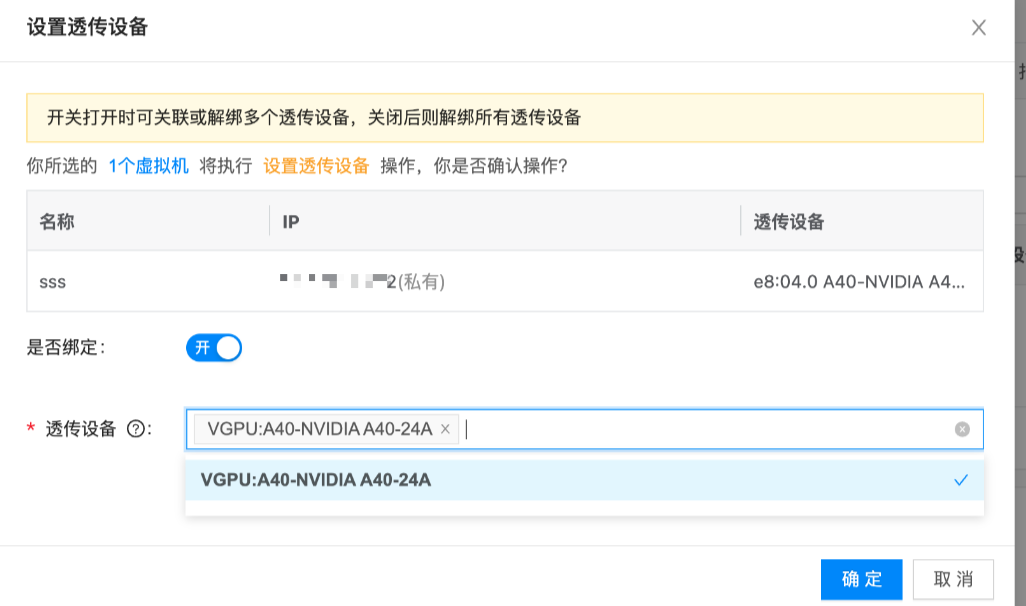 设置透传设备
开关打开时可关联或解绑多个透传设备，关闭后则解绑所有透传设备
你所选的 1个虚拟机 将执行 设置透传设备 操作，你是否确认操作?
名称 IP 透传设备
sss 2(私有) e8:04.0 A40-NVIDIA A4...
是否绑定: 开
* 透传设备 ?:
VGPU:A40-NVIDIA A40-24A
VGPU:A40-NVIDIA A40-24A
确 定 取 消